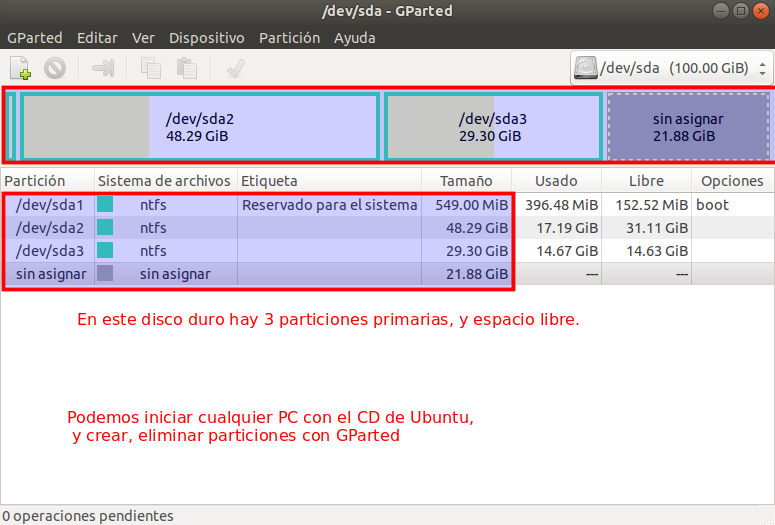 /dev/sda - GParted
GParted Editar Ver Dispositivo Partición Ayuda
/dev/sda (100.00 GiB)
/dev/sda2
48.29 GiB
/dev/sda3
29.30 GiB
sin asignar
21.88 GiB
Partición Sistema de archivos Etiqueta Tamaño Usado Libre Opciones
/dev/sda1 ntfs Reservado para el sistema 549.00 MiB 396.48 MiB 152.52 MiB boot
/dev/sda2 ntfs 48.29 GiB 17.19 GiB 31.11 GiB
/dev/sda3 ntfs 29.30 GiB 14.67 GiB 14.63 GiB
sin asignar sin asignar 21.88 GiB --- ---
En este disco duro hay 3 particiones primarias, y espacio libre.
Podemos iniciar cualquier PC con el CD de Ubuntu,
y crear, eliminar particiones con GParted
0 operaciones pendientes